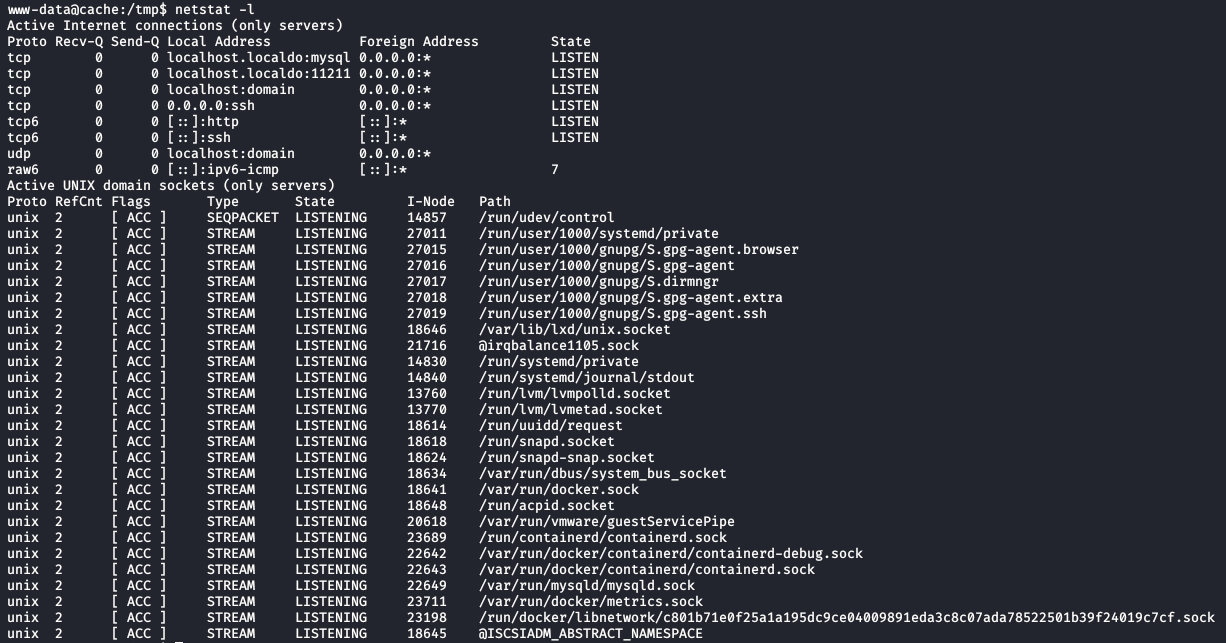 www-data@cache:/tmp$ netstat -l
Active Internet connections (only servers)
Proto Recv-Q Send-Q Local Address           Foreign Address         State
tcp        0      0 localhost.localdo:mysql 0.0.0.0:*               LISTEN
tcp        0      0 localhost.localdo:11211 0.0.0.0:*               LISTEN
tcp        0      0 localhost:domain        0.0.0.0:*               LISTEN
tcp        0      0 0.0.0.0:ssh             0.0.0.0:*               LISTEN
tcp6       0      0 [::]:http               [::]:*                  LISTEN
tcp6       0      0 [::]:ssh                [::]:*                  LISTEN
udp        0      0 localhost:domain        0.0.0.0:*
raw6       0      0 [::]:ipv6-icmp          [::]:*                  7
Active UNIX domain sockets (only servers)
Proto RefCnt Flags       Type       State         I-Node   Path
unix  2      [ ACC ]     SEQPACKET  LISTENING     14857    /run/udev/control
unix  2      [ ACC ]     STREAM     LISTENING     27011    /run/user/1000/systemd/private
unix  2      [ ACC ]     STREAM     LISTENING     27015    /run/user/1000/gnupg/S.gpg-agent.browser
unix  2      [ ACC ]     STREAM     LISTENING     27016    /run/user/1000/gnupg/S.gpg-agent
unix  2      [ ACC ]     STREAM     LISTENING     27017    /run/user/1000/gnupg/S.dirmngr
unix  2      [ ACC ]     STREAM     LISTENING     27018    /run/user/1000/gnupg/S.gpg-agent.extra
unix  2      [ ACC ]     STREAM     LISTENING     27019    /run/user/1000/gnupg/S.gpg-agent.ssh
unix  2      [ ACC ]     STREAM     LISTENING     18646    /var/lib/lxd/unix.socket
unix  2      [ ACC ]     STREAM     LISTENING     21716    @irqbalance1105.sock
unix  2      [ ACC ]     STREAM     LISTENING     14830    /run/systemd/private
unix  2      [ ACC ]     STREAM     LISTENING     14840    /run/systemd/journal/stdout
unix  2      [ ACC ]     STREAM     LISTENING     13760    /run/lvm/lvmpolld.socket
unix  2      [ ACC ]     STREAM     LISTENING     13770    /run/lvm/lvmetad.socket
unix  2      [ ACC ]     STREAM     LISTENING     18614    /run/uuidd/request
unix  2      [ ACC ]     STREAM     LISTENING     18618    /run/snapd.socket
unix  2      [ ACC ]     STREAM     LISTENING     18624    /run/snapd-snap.socket
unix  2      [ ACC ]     STREAM     LISTENING     18634    /var/run/dbus/system_bus_socket
unix  2      [ ACC ]     STREAM     LISTENING     18641    /var/run/docker.sock
unix  2      [ ACC ]     STREAM     LISTENING     18648    /run/acpid.socket
unix  2      [ ACC ]     STREAM     LISTENING     20618    /var/run/vmware/guestServicePipe
unix  2      [ ACC ]     STREAM     LISTENING     23689    /run/containerd/containerd.sock
unix  2      [ ACC ]     STREAM     LISTENING     22642    /var/run/docker/containerd/containerd-debug.sock
unix  2      [ ACC ]     STREAM     LISTENING     22643    /var/run/docker/containerd/containerd.sock
unix  2      [ ACC ]     STREAM     LISTENING     22649    /var/run/mysqld/mysqld.sock
unix  2      [ ACC ]     STREAM     LISTENING     23711    /var/run/docker/metrics.sock
unix  2      [ ACC ]     STREAM     LISTENING     23198    /run/docker/libnetwork/c801b71e0f25a1a195dc9ce04009891eda3c8c07ada78522501b39f24019c7cf.sock
unix  2      [ ACC ]     STREAM     LISTENING     18645    @ISCSIADM_ABSTRACT_NAMESPACE